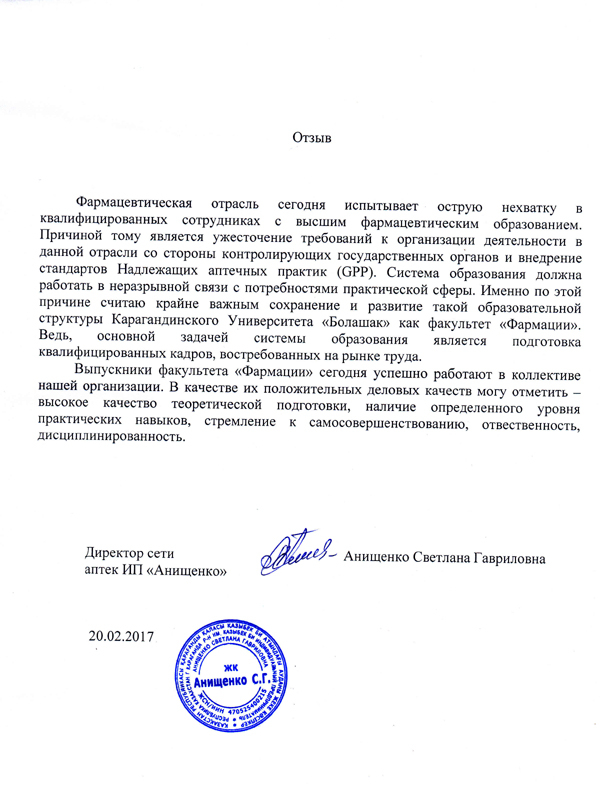 Отзыв
Фармацевтическая отрасль сегодня испытывает острую нехватку в
квалифицированных сотрудниках с высшим фармацевтическим образованием.
Причиной тому является ужесточение требований к организации деятельности в
данной отрасли со стороны контролирующих государственных органов и внедрение
стандартов Надлежащих аптечных практик (GPP). Система образования должна
работать в неразрывной связи с потребностями практической сферы. Именно по этой
причине считаю крайне важным сохранение и развитие такой образовательной
структуры Карагандинского Университета «Болашак» как факультет «Фармации».
Ведь, основной задачей системы образования является подготовка
квалифицированных кадров, востребованных на рынке труда.
Выпускники факультета «Фармации» сегодня успешно работают в коллективе
нашей организации. В качестве их положительных деловых качеств могу отметить –
высокое качество теоретической подготовки, наличие определенного уровня
практических навыков, стремление к самосовершенствованию, отвественность,
дисциплинированность.
Директор сети
аптек ИП «Анищенко»
Анищенко Светлана Гавриловна
20.02.2017
АНИЩЕНКО СВЕТЛАНА ГАВРИЛОВНА
ЖК
Анищенко С.Г.
ЖСН/ИИН 470525400215